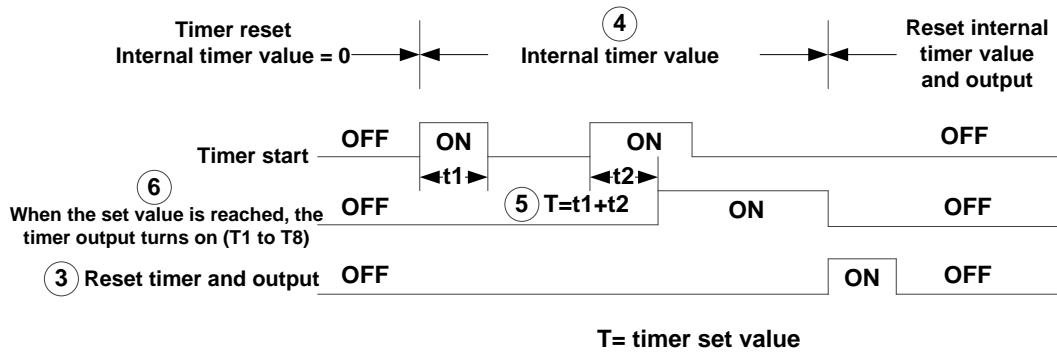 Timer reset
Internal timer value = 0
4
Internal timer value
Reset internal
timer value
and output
Timer start
OFF
ON
ON
OFF
t1
t2
6
When the set value is reached, the
timer output turns on (T1 to T8)
OFF
5 T=t1+t2
ON
OFF
3 Reset timer and output
OFF
ON
OFF
T= timer set value